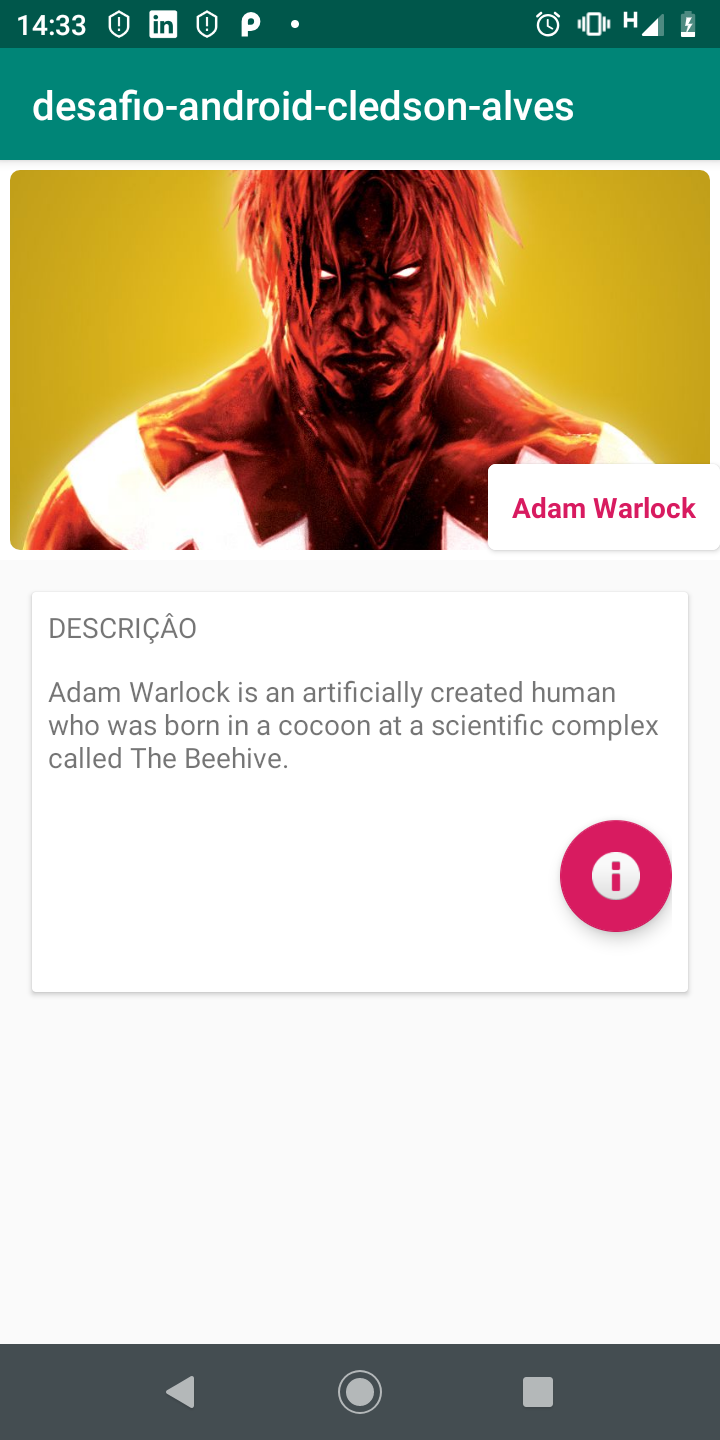 14:33
H
desafio-android-cledson-alves
Adam Warlock
DESCRIÇÂO
Adam Warlock is an artificially created human
who was born in a cocoon at a scientific complex
called The Beehive.